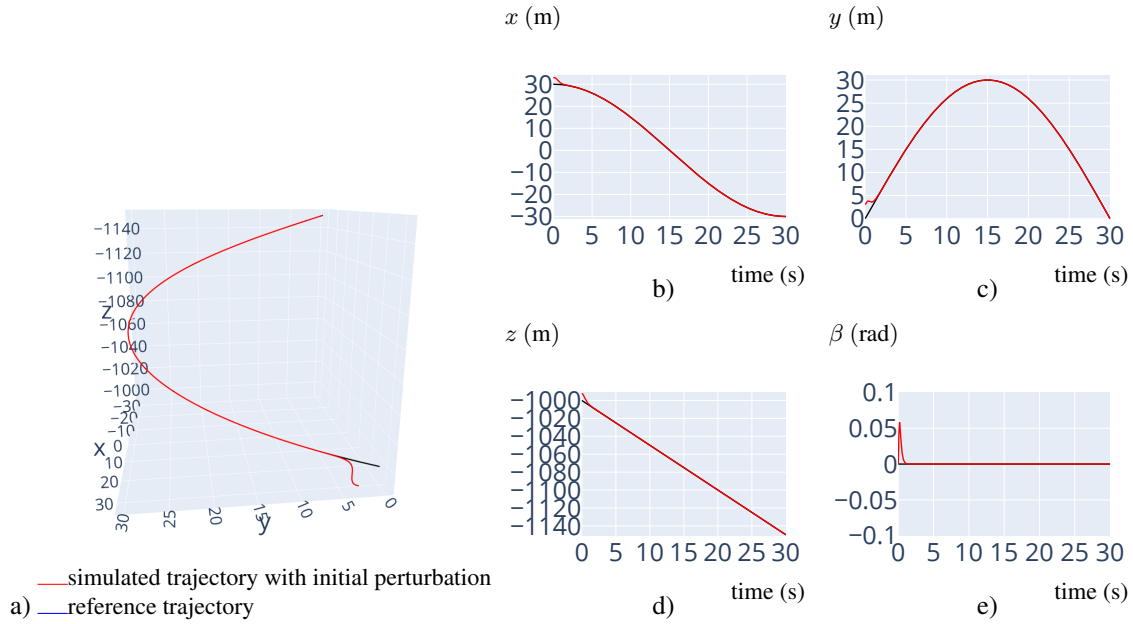 x (m)
30
20
10
0
−10
−20
−30
0 5 10 15 20 25 30
time (s)
b)
y (m)
30
25
20
15
10
5
0
0 5 10 15 20 25 30
time (s)
c)
−1140
−1120
−1100
−1080
z
−1060
−1040
−1020
−1000
−30
−20
−10
x 0
10
20
30
30 25 20 15 5 0
y
z (m)
−1000
−1020
−1040
−1060
−1080
−1100
−1120
−1140
0 5 10 15 20 25 30
time (s)
d)
β (rad)
0.1
0.05
0
−0.05
−0.1
0 5 10 15 20 25 30
time (s)
e)
simulated trajectory with initial perturbation
a) reference trajectory